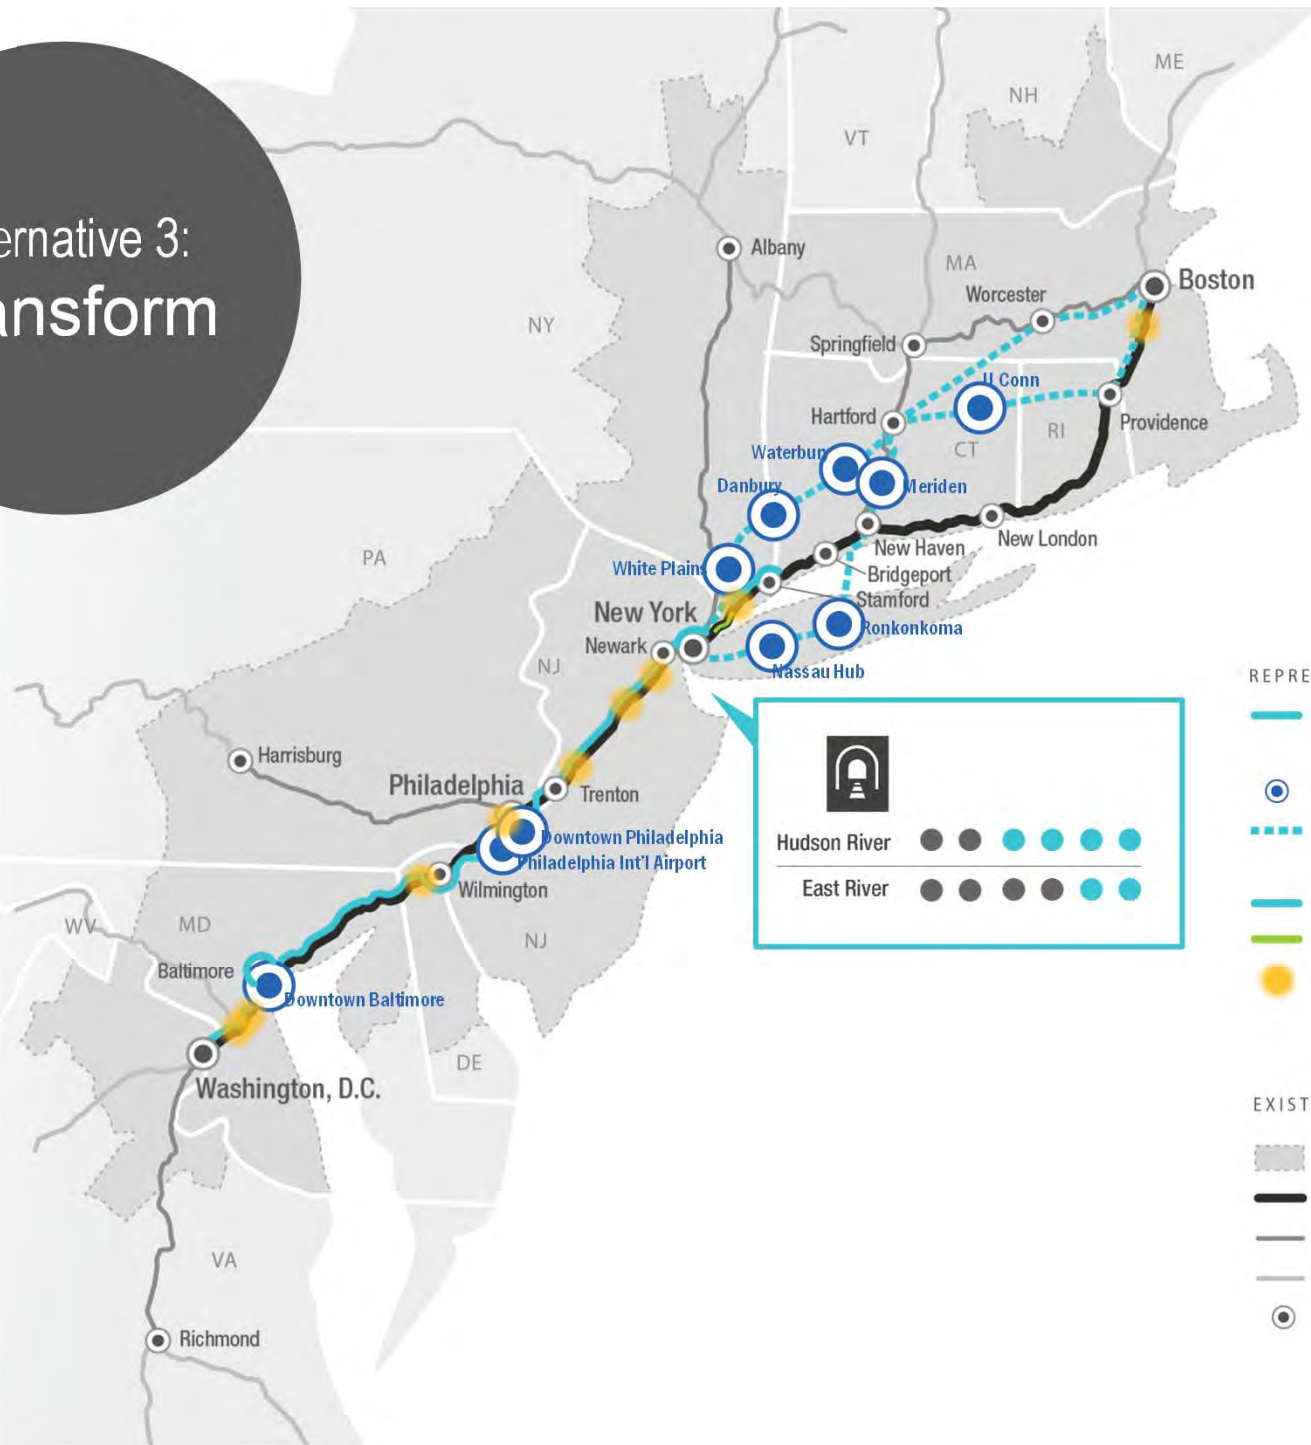 ernative 3:
ansform
ME
NH
VT
Albany
MA
Boston
Worcester
NY
Springfield
U Conn
Hartford
RI
Providence
CT
Waterbur
Danbury
Meriden
New London
New Haven
PA
White Plains
Bridgeport
Stamford
New York
Ronkonkoma
Newark
NJ
Nassau Hub
REPRE
Harrisburg
Philadelphia
Trenton
Downtown Philadelphia
Philadelphia Int'l Airport
Hudson River
East River
Wilmington
WV
MD
NJ
Baltimore
Downtown Baltimore
DE
Washington, D.C.
EXIST
VA
Richmond